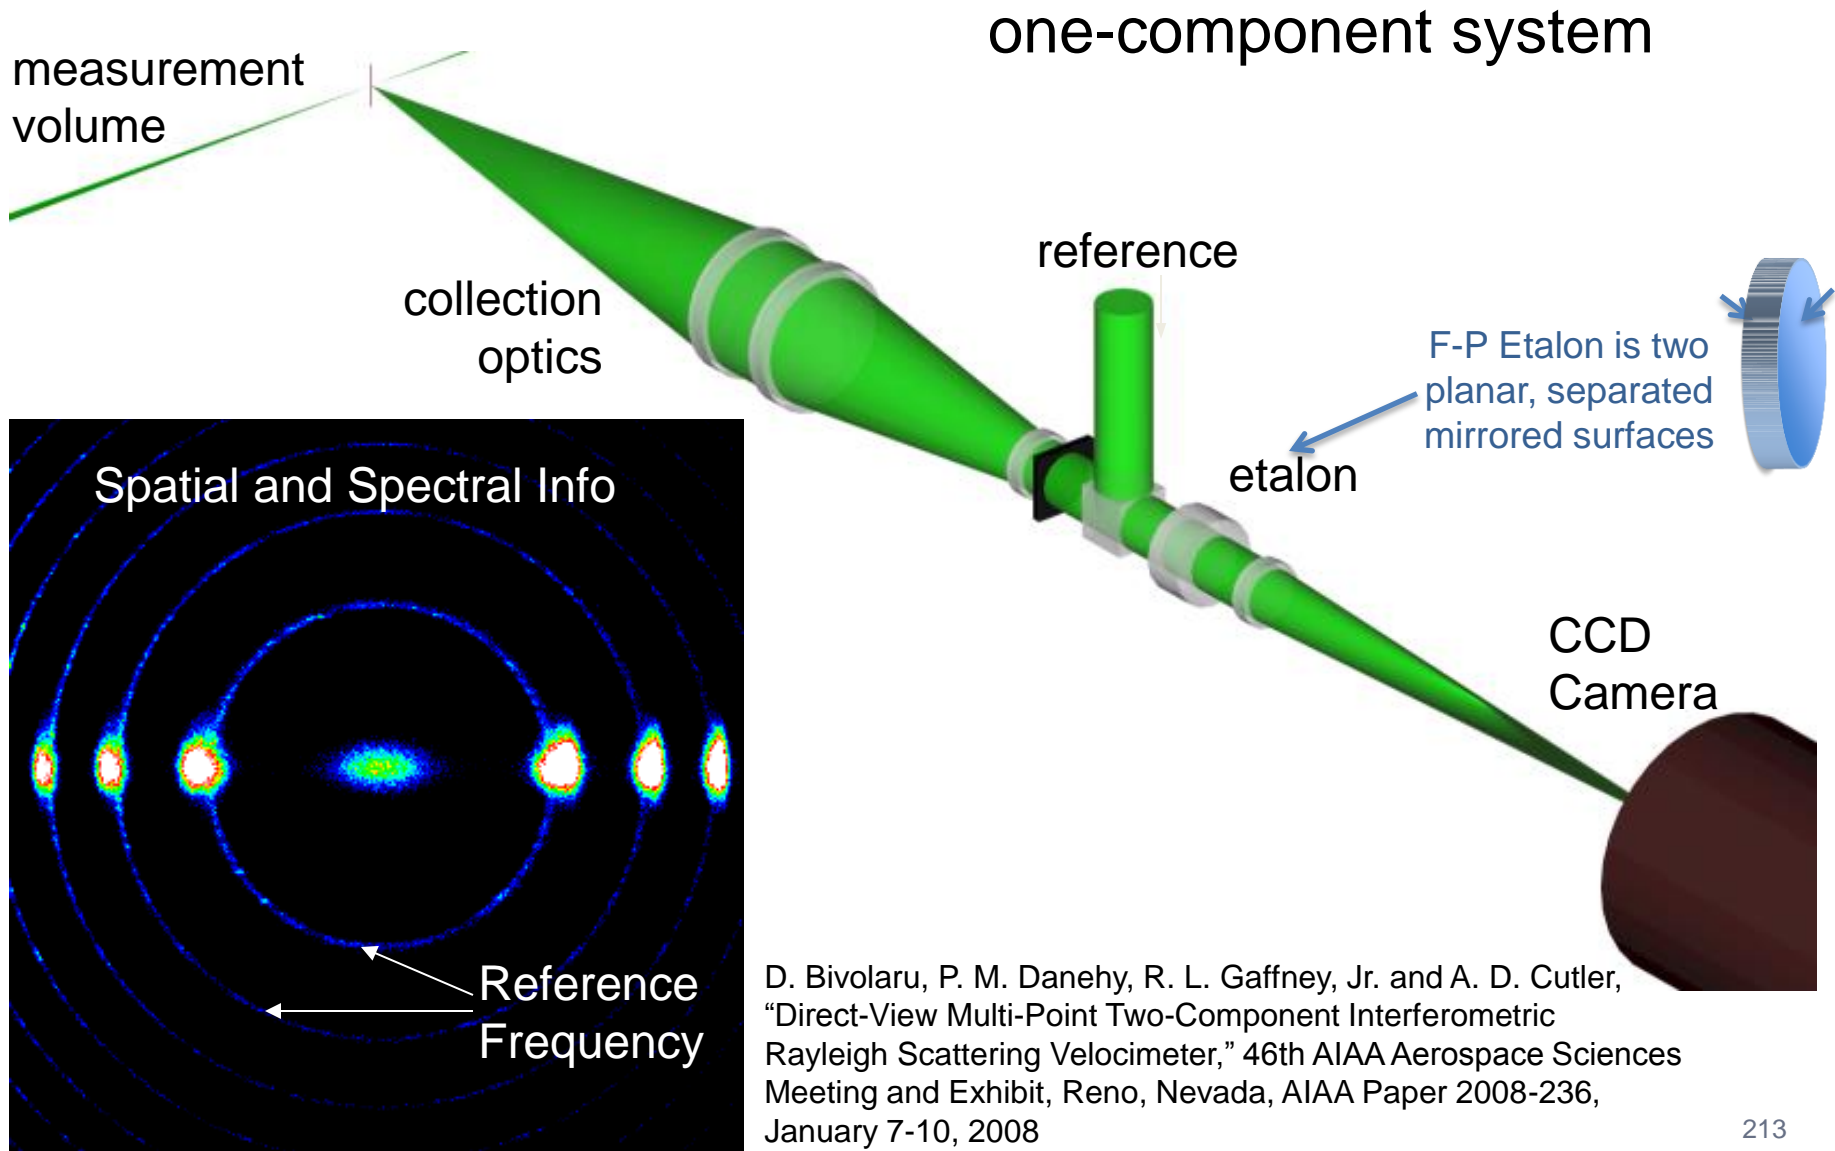 one-component system
measurement
volume
reference
collection
optics
F-P Etalon is two
planar, separated
mirrored surfaces
etalon
Spatial and Spectral Info
CCD
Camera
Reference
Frequency
D. Bivolaru, P. M. Danehy, R. L. Gaffney, Jr. and A. D. Cutler,
“Direct-View Multi-Point Two-Component Interferometric
Rayleigh Scattering Velocimeter,” 46th AIAA Aerospace Sciences
Meeting and Exhibit, Reno, Nevada, AIAA Paper 2008-236,
January 7-10, 2008
213